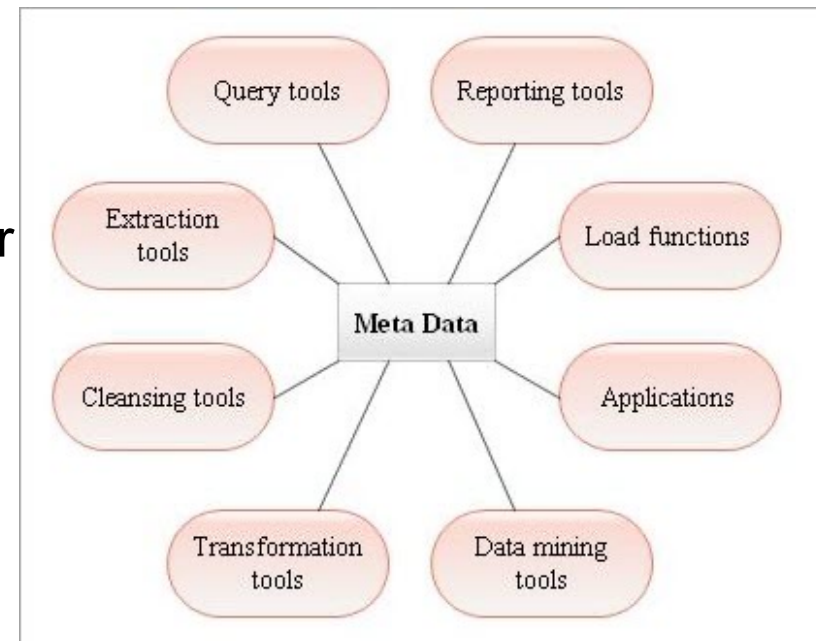 Query tools
Reporting tools
r
Extraction
tools
Load functions
Meta Data
Cleansing tools
Applications
Transformation
tools
Data mining
tools